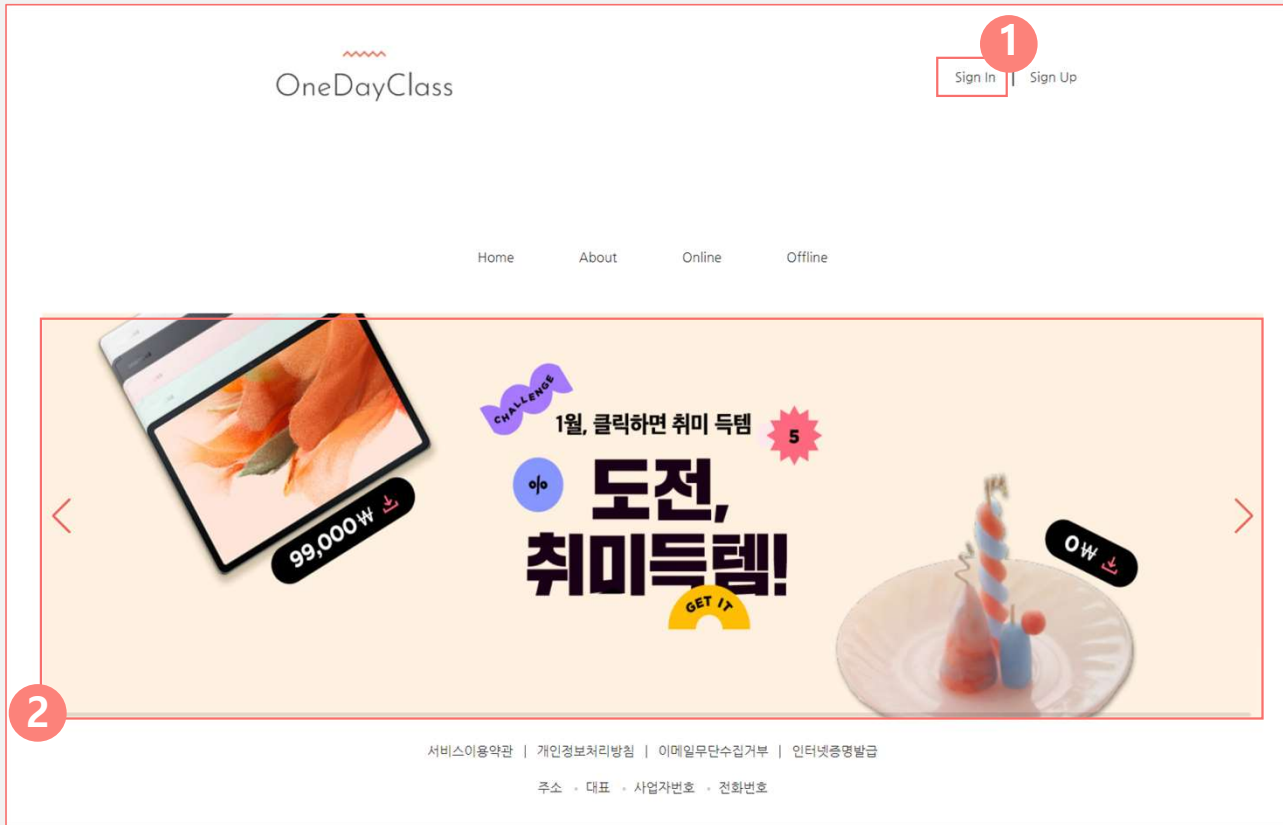 1
OneDayClass
Sign In | Sign Up
Home About Online Offline
CHALLENGE
1월, 클릭하면 취미 득템
5
%
도전,
취미득템!
GET IT
99,000₩
0₩
2
서비스이용약관 | 개인정보처리방침 | 이메일무단수집거부 | 인터넷증명발급
주소 • 대표 • 사업자번호 • 전화번호